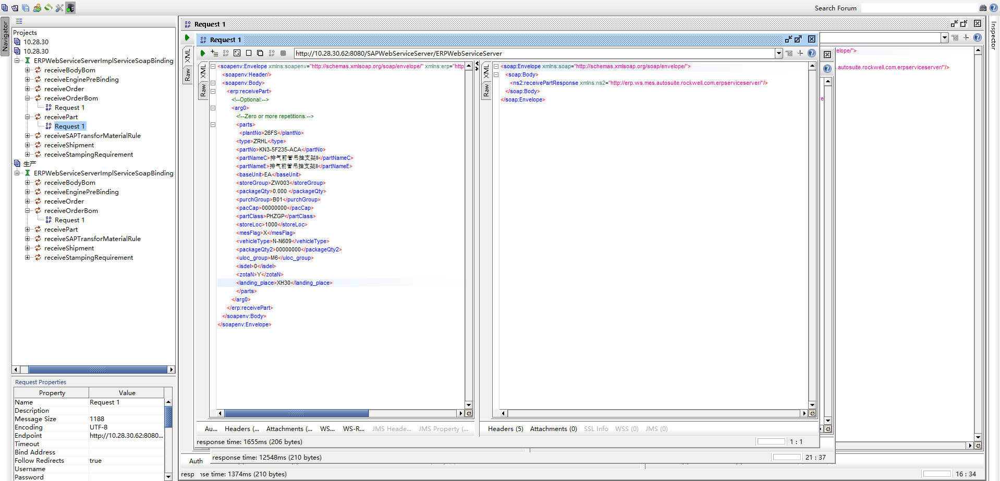 Search Forum
Navigator
Projects
10.28.30
10.28.30
ERPWebServiceServerImplServiceSoapBinding
receiveBodyBom
receiveEnginePreBinding
receiveOrder
receiveOrderBom
Request 1
receivePart
Request 1
receiveSAPTransforMaterialRule
receiveShipment
receiveStampingRequirement
生产
ERPWebServiceServerImplServiceSoapBinding
receiveBodyBom
receiveEnginePreBinding
receiveOrder
receiveOrderBom
Request 1
receivePart
receiveSAPTransforMaterialRule
receiveShipment
receiveStampingRequirement
Request Properties
Property Value
Name Request 1
Description
Message Size 1188
Encoding UTF-8
Endpoint http://10.28.30.62:8080...
Timeout
Bind Address
Follow Redirects true
Username
Password
Request 1
XML
Raw
Request 1
http://10.28.30.62:8080/SAPWebServiceServer/ERPWebServiceServer
XML
Raw
<soapenv:Envelope xmlns:soapenv="http://schemas.xmlsoap.org/soap/envelope/" xmlns:erp="http
<soapenv:Header/>
<soapenv:Body>
<erp:receivePart>
<!--Optional:-->
<arg0>
<!--Zero or more repetitions:-->
<parts>
<plantNo>26FS</plantNo>
<type>ZRHL</type>
<partNo>KN3-5F235-ACA</partNo>
<partNameC>排气前管吊挂支架II</partNameC>
<partNameE>排气前管吊挂支架II</partNameE>
<baseUnit>EA</baseUnit>
<storeGroup>ZW003</storeGroup>
<packageQty>0.000 </packageQty>
<purchGroup>B01</purchGroup>
<pacCap>00000000</pacCap>
<partClass>PHZGP</partClass>
<storeLoc>1000</storeLoc>
<mesFlag>X</mesFlag>
<vehicleType>N-N609</vehicleType>
<packageQty2>00000000</packageQty2>
<uloc_group>M6</uloc_group>
<isdel>0</isdel>
<zotaN>Y</zotaN>
<landing_place>XH30</landing_place>
</parts>
</arg0>
</erp:receivePart>
</soapenv:Body>
</soapenv:Envelope>
XML
Raw
<soap:Envelope xmlns:soap="http://schemas.xmlsoap.org/soap/envelope/">
<soap:Body>
<ns2:receivePartResponse xmlns:ns2="http://erp.ws.mes.autosuite.rockwell.com.erpserviceserver/"/>
</soap:Body>
</soap:Envelope>
elope/">
s.autosuite.rockwell.com.erpserviceserver/"/>
Inspector
Au... Headers (... Attachments (... WS... WS-R... JMS Heade... JMS Property (...
Headers (5) Attachments (0) SSL Info WSS (0) JMS (0)
response time: 1655ms (206 bytes) 1 : 1
Auth
response time: 12548ms (210 bytes) 21 : 37
resp nse time: 1374ms (210 bytes) 16 : 34